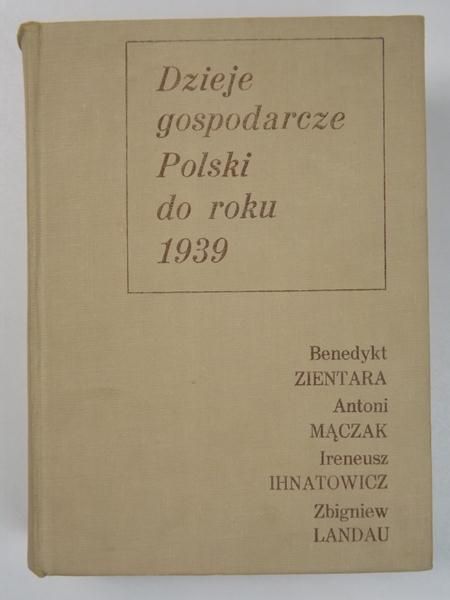 Dzieje
gospodarcze
Polski
do roku
1939
Benedykt
ZIENTARA
Antoni
MĄCZAK
Ireneusz
IHNATOWICZ
Zbigniew
LANDAU